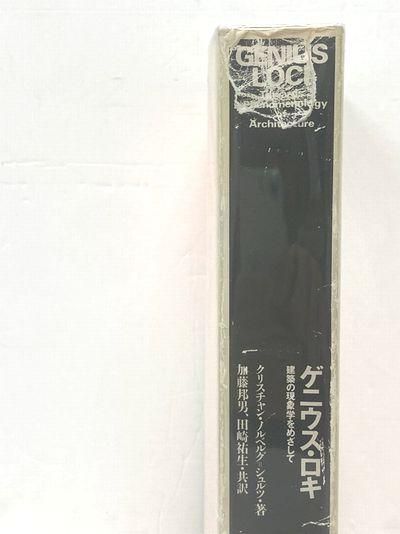 GENIUS
LOCI
Phenomenology
of
Architecture
ゲニウス・ロキ
建築の現象学をめざして
クリスチャン・ノルベルグ=シュルツ・著
加藤邦男、田崎祐生・共訳